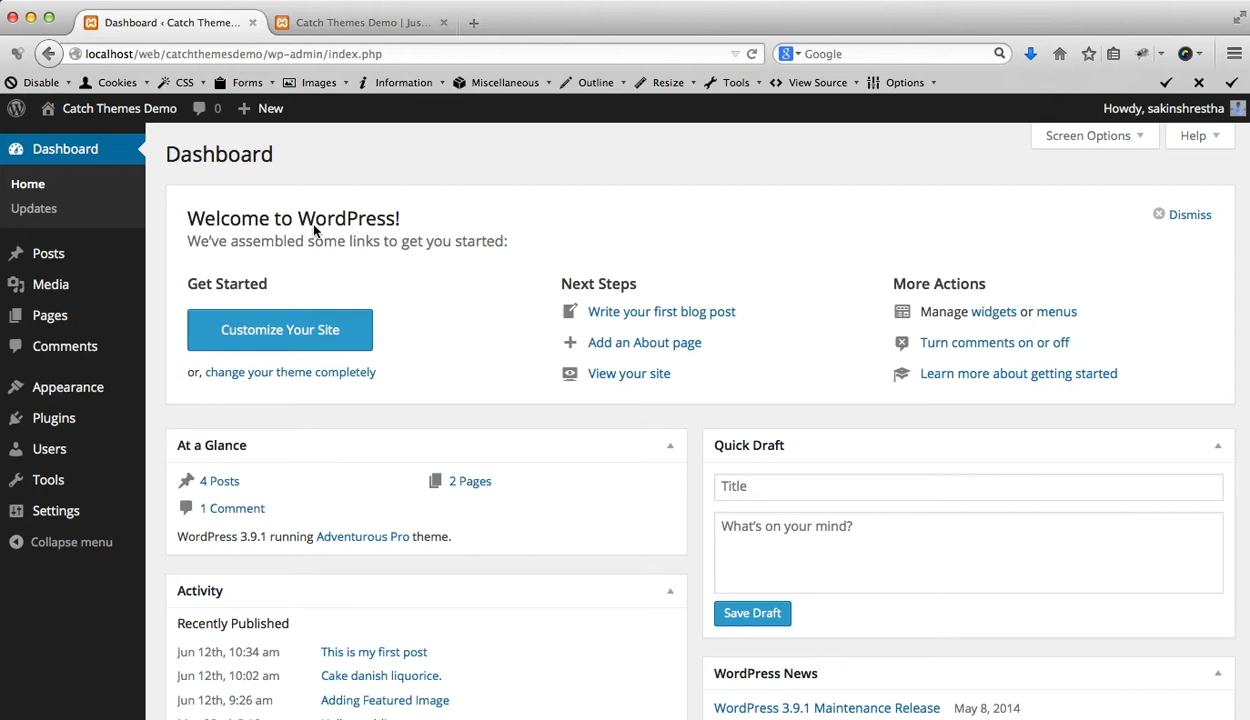 Dashboard ‹ Catch Theme...
Catch Themes Demo | Jus...
localhost/web/catchthemesdemo/wp-admin/index.php
Google
Disable
Cookies
CSS
Forms
Images
Information
Miscellaneous
Outline
Resize
Tools
View Source
Options
Catch Themes Demo
0
New
Howdy, sakinshrestha
Screen Options
Help
Dashboard
Home
Updates
Posts
Media
Pages
Comments
Appearance
Plugins
Users
Tools
Settings
Collapse menu
Dashboard
Welcome to WordPress!
We've assembled some links to get you started:
Dismiss
Get Started
Customize Your Site
or, change your theme completely
Next Steps
Write your first blog post
Add an About page
View your site
More Actions
Manage widgets or menus
Turn comments on or off
Learn more about getting started
At a Glance
4 Posts
2 Pages
1 Comment
WordPress 3.9.1 running Adventurous Pro theme.
Activity
Recently Published
Jun 12th, 10:34 am This is my first post
Jun 12th, 10:02 am Cake danish liquorice.
Jun 12th, 9:26 am Adding Featured Image
Quick Draft
Title
What's on your mind?
Save Draft
WordPress News
WordPress 3.9.1 Maintenance Release May 8, 2014